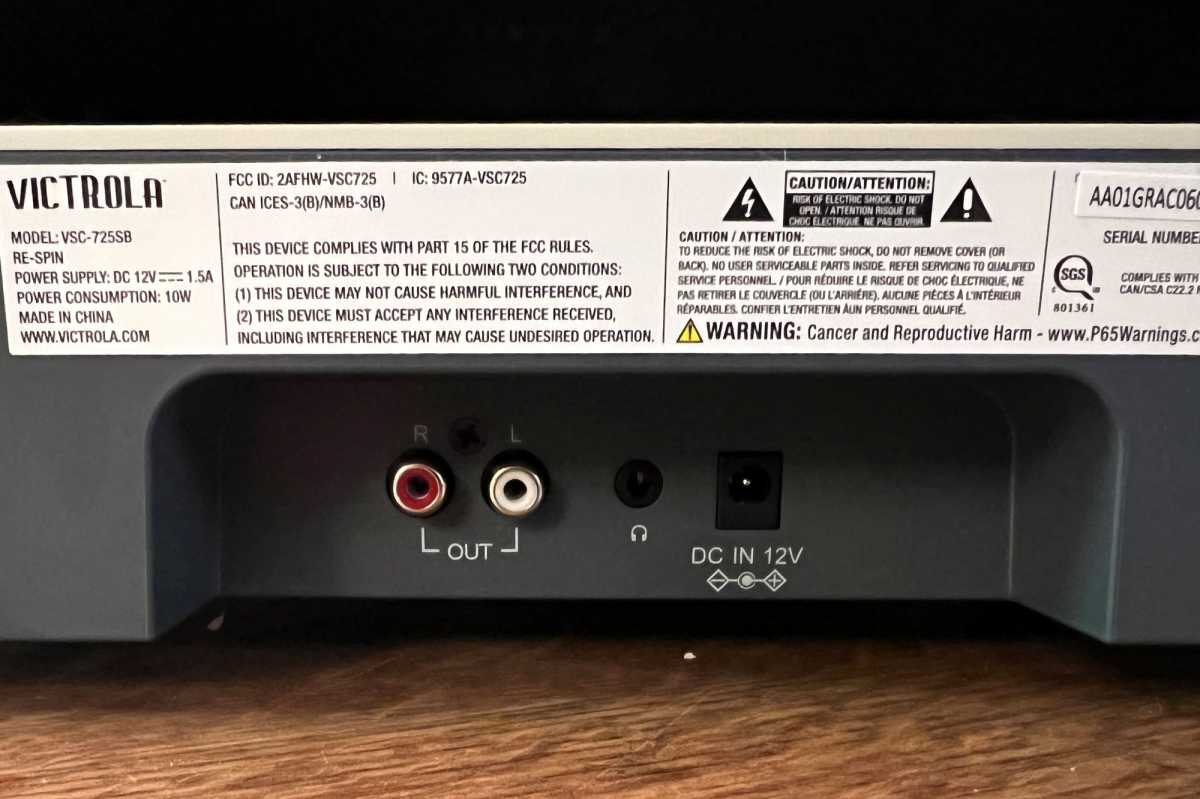 VICTROLA
MODEL: VSC-725SB
RE-SPIN
POWER SUPPLY: DC 12V⎓ 1.5A
POWER CONSUMPTION: 10W
MADE IN CHINA
WWW.VICTROLA.COM
FCC ID: 2AFHW-VSC725 | IC: 9577A-VSC725
CAN ICES-3(B)/NMB-3(B)
THIS DEVICE COMPLIES WITH PART 15 OF THE FCC RULES.
OPERATION IS SUBJECT TO THE FOLLOWING TWO CONDITIONS:
(1) THIS DEVICE MAY NOT CAUSE HARMFUL INTERFERENCE, AND
(2) THIS DEVICE MUST ACCEPT ANY INTERFERENCE RECEIVED,
INCLUDING INTERFERENCE THAT MAY CAUSE UNDESIRED OPERATION.
CAUTION/ATTENTION:
RISK OF ELECTRIC SHOCK. DO NOT
OPEN. / ATTENTION RISQUE DE
CHOC ÉLECTRIQUE. NE PAS OUVRIR.
CAUTION / ATTENTION:
TO REDUCE THE RISK OF ELECTRIC SHOCK, DO NOT REMOVE COVER (OR
BACK). NO USER SERVICEABLE PARTS INSIDE. REFER SERVICING TO QUALIFIED
SERVICE PERSONNEL. / POUR RÉDUIRE LE RISQUE DE CHOC ÉLECTRIQUE, NE
PAS RETIRER LE COUVERCLE (OU L'ARRIÈRE). AUCUNE PIÈCES À L'INTÉRIEUR
RÉPARABLES. CONFIER L'ENTRETIEN ÀUN PERSONNEL QUALIFIÉ.
WARNING: Cancer and Reproductive Harm - www.P65Warnings.c
AA01GRAC060
SERIAL NUMBE
SGS
801361
COMPLIES WITH
CAN/CSA C22.2
R L
OUT
DC IN 12V